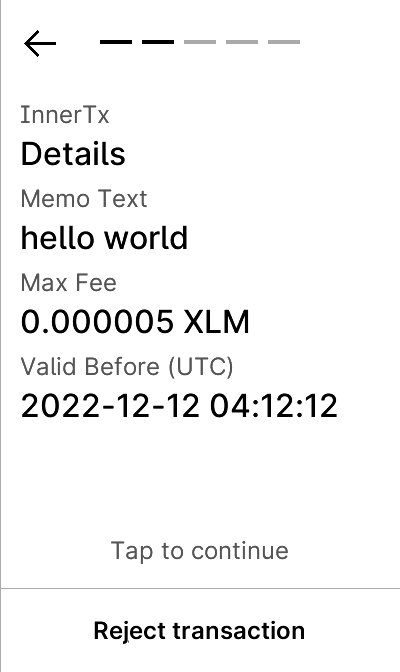 InnerTx
Details
Memo Text
hello world
Max Fee
0.000005 XLM
Valid Before (UTC)
2022-12-12 04:12:12
Tap to continue
Reject transaction